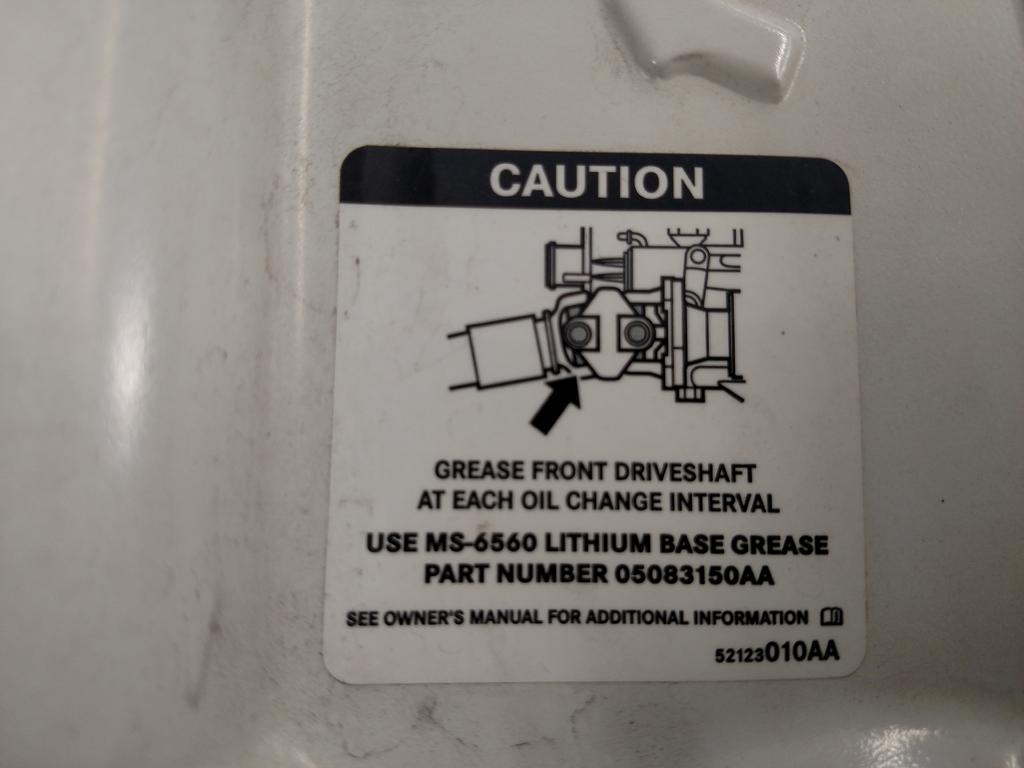 CAUTION
GREASE FRONT DRIVESHAFT
AT EACH OIL CHANGE INTERVAL
USE MS-6560 LITHIUM BASE GREASE
PART NUMBER 05083150AA
SEE OWNER'S MANUAL FOR ADDITIONAL INFORMATION
52123010AA